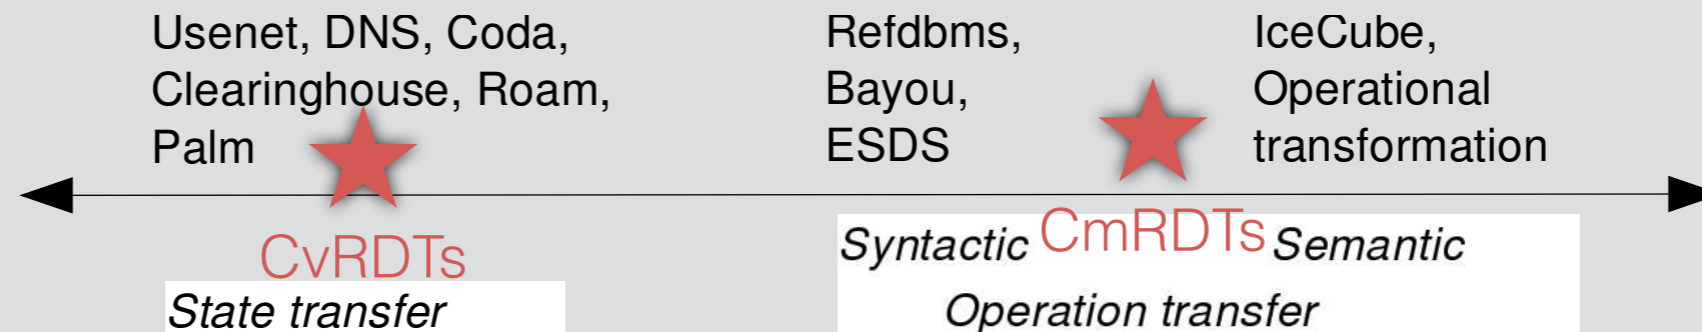 Usenet, DNS, Coda,
Clearinghouse, Roam,
Palm
Refdbms,
Bayou,
ESDS
IceCube,
Operational
transformation
CvRDTs
State transfer
Syntactic CmRDTs Semantic
Operation transfer